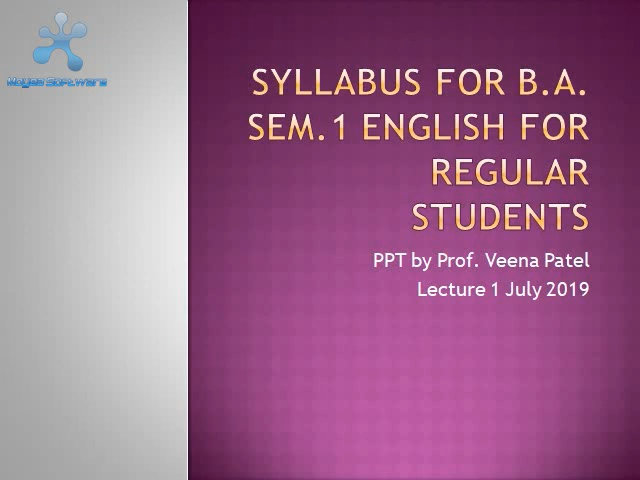 SYLLABUS FOR B.A.
SEM.1 ENGLISH FOR
REGULAR
STUDENTS
PPT by Prof. Veena Patel
Lecture 1 July 2019